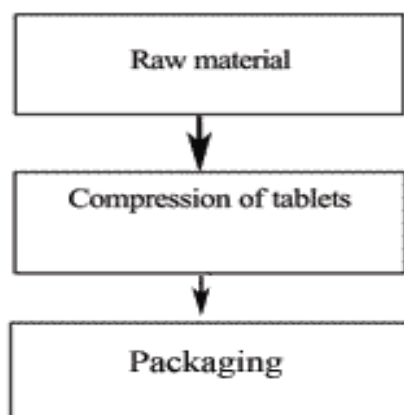 Raw material
Compression of tablets
Packaging